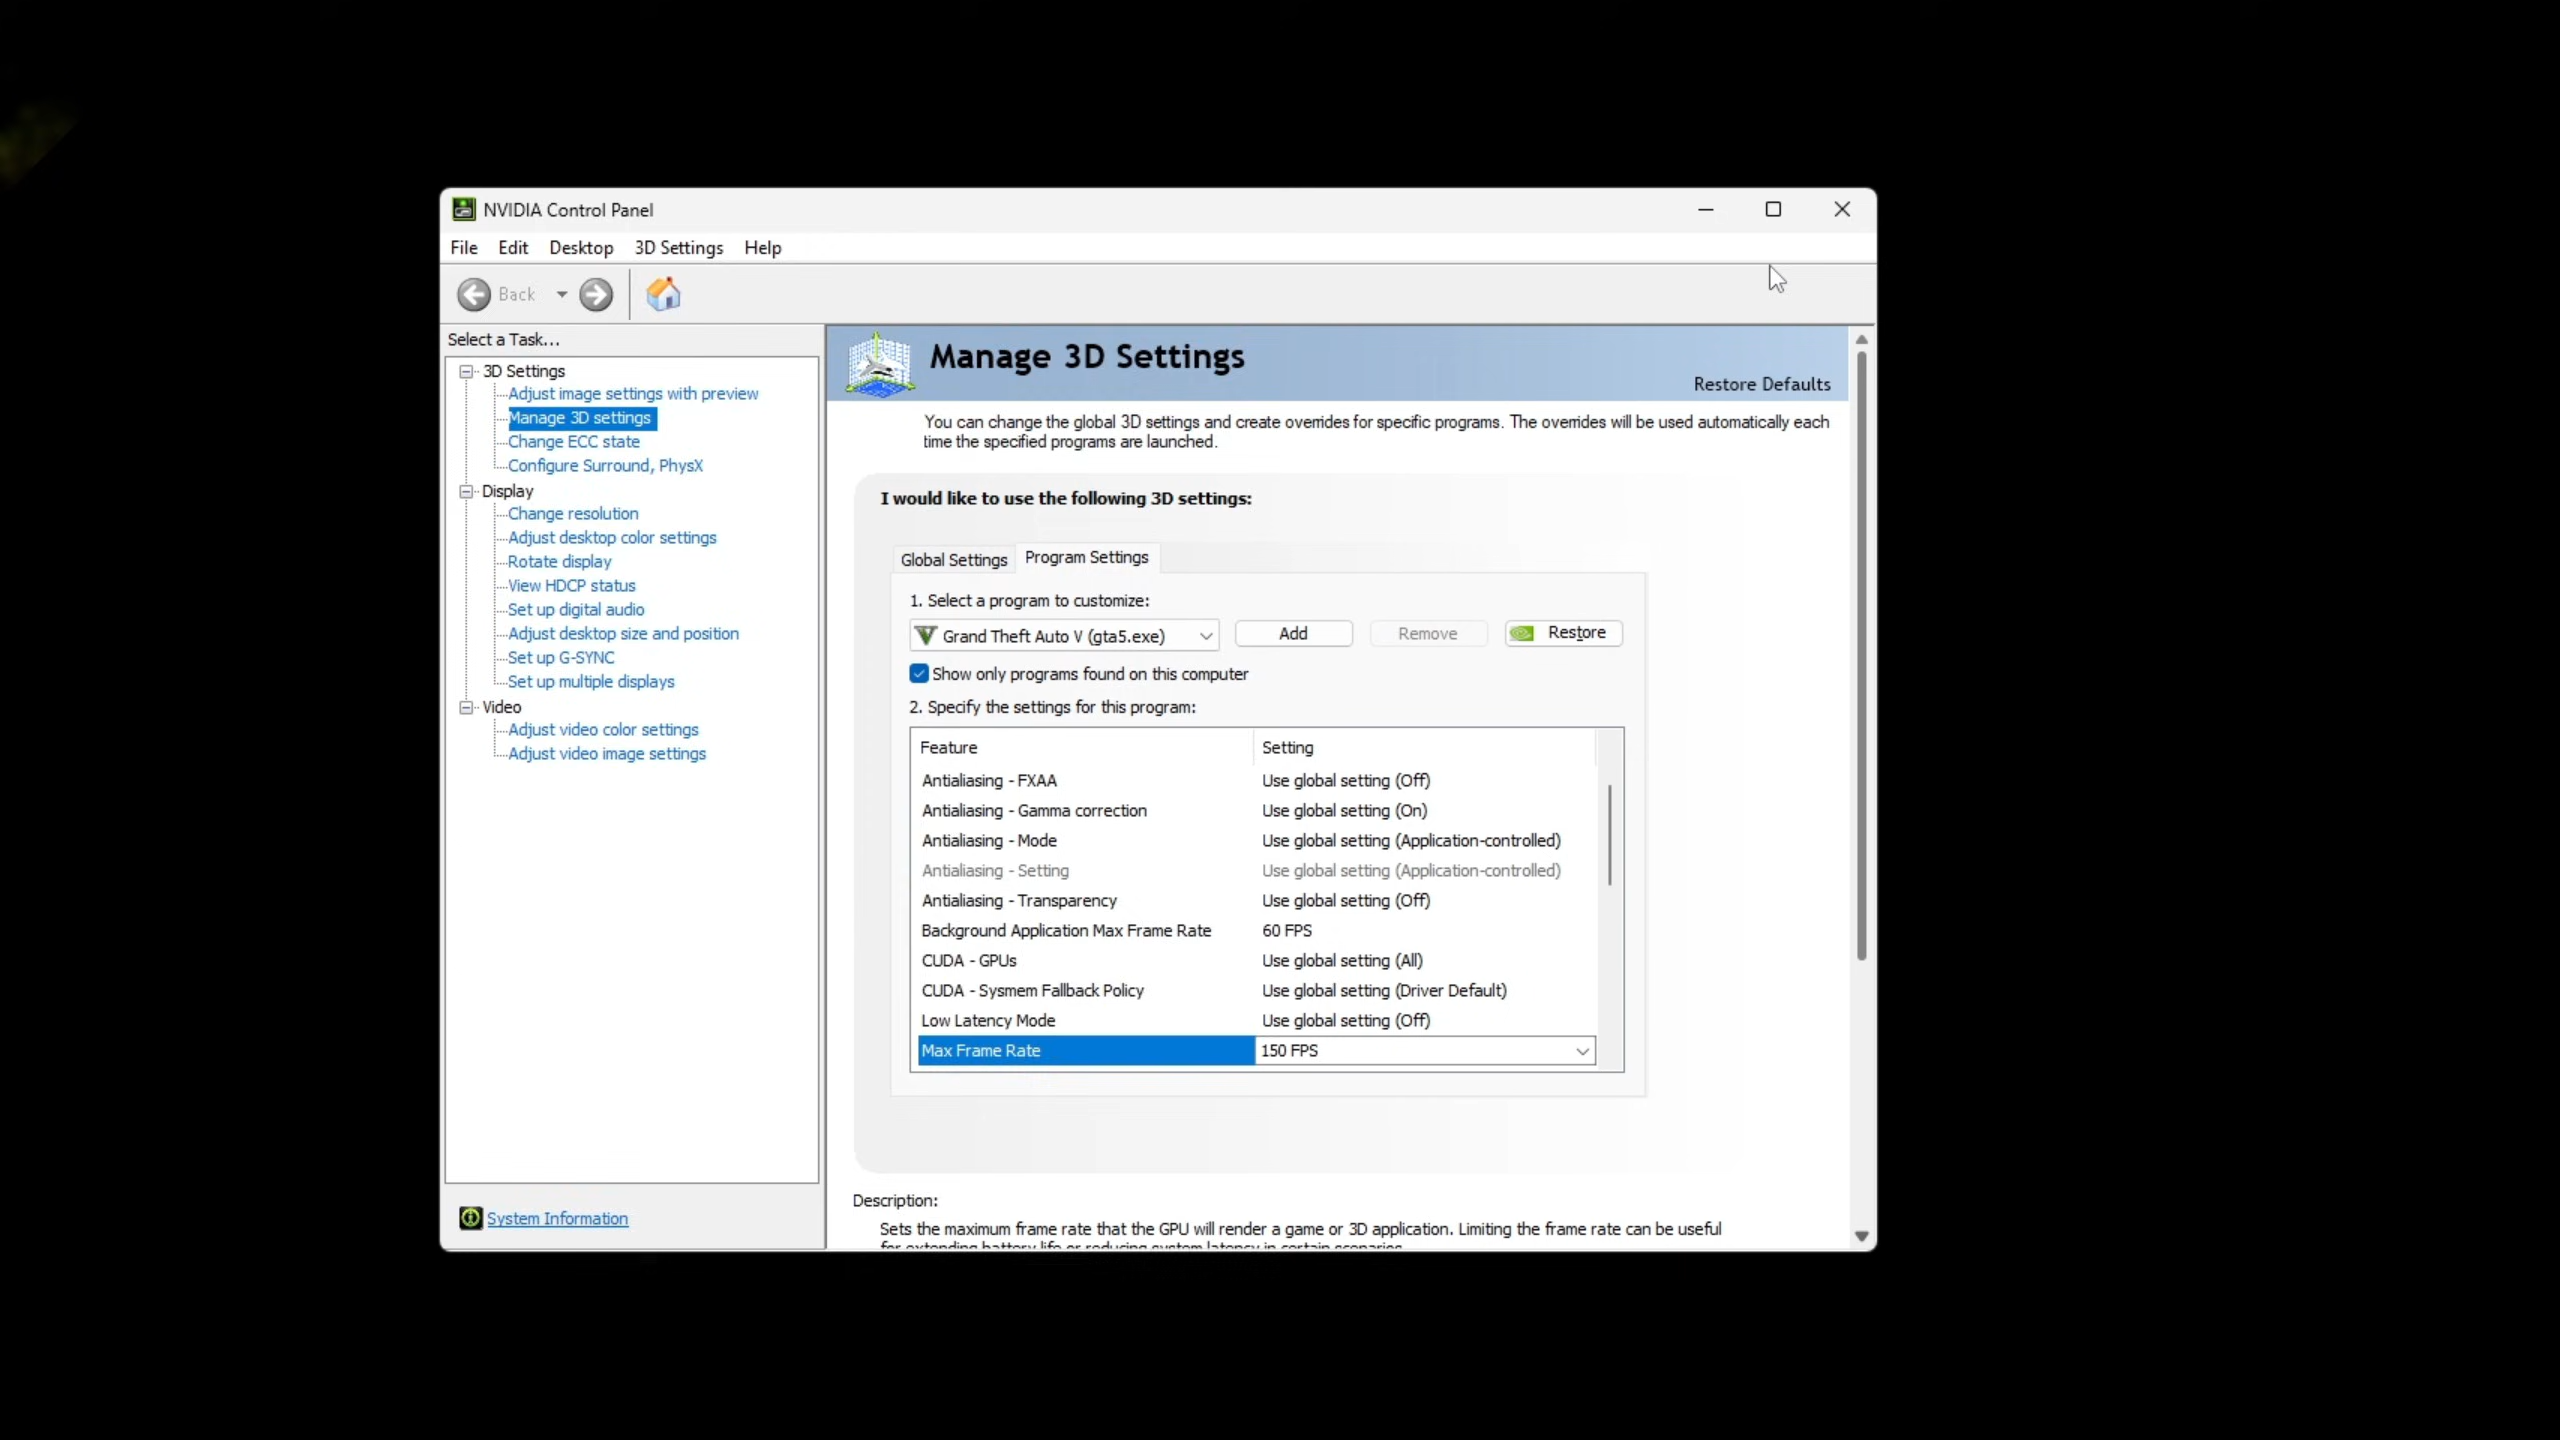 NVIDIA Control Panel
File Edit Desktop 3D Settings Help
Back
Select a Task...
3D Settings
Adjust image settings with preview
Manage 3D settings
Change ECC state
Configure Surround, PhysX
Display
Change resolution
Adjust desktop color settings
Rotate display
View HDCP status
Set up digital audio
Adjust desktop size and position
Set up G-SYNC
Set up multiple displays
Video
Adjust video color settings
Adjust video image settings
System Information
Manage 3D Settings
Restore Defaults
You can change the global 3D settings and create overrides for specific programs. The overrides will be used automatically each
time the specified programs are launched.
I would like to use the following 3D settings:
Global Settings Program Settings
1. Select a program to customize:
Grand Theft Auto V (gta5.exe) Add Remove Restore
Show only programs found on this computer
2. Specify the settings for this program:
Feature Setting
Antialiasing - FXAA Use global setting (Off)
Antialiasing - Gamma correction Use global setting (On)
Antialiasing - Mode Use global setting (Application-controlled)
Antialiasing - Setting Use global setting (Application-controlled)
Antialiasing - Transparency Use global setting (Off)
Background Application Max Frame Rate 60 FPS
CUDA - GPUs Use global setting (All)
CUDA - Sysmem Fallback Policy Use global setting (Driver Default)
Low Latency Mode Use global setting (Off)
Max Frame Rate 150 FPS
Description:
Sets the maximum frame rate that the GPU will render a game or 3D application. Limiting the frame rate can be useful
for extending battery life or reducing system latency in certain scenarios.